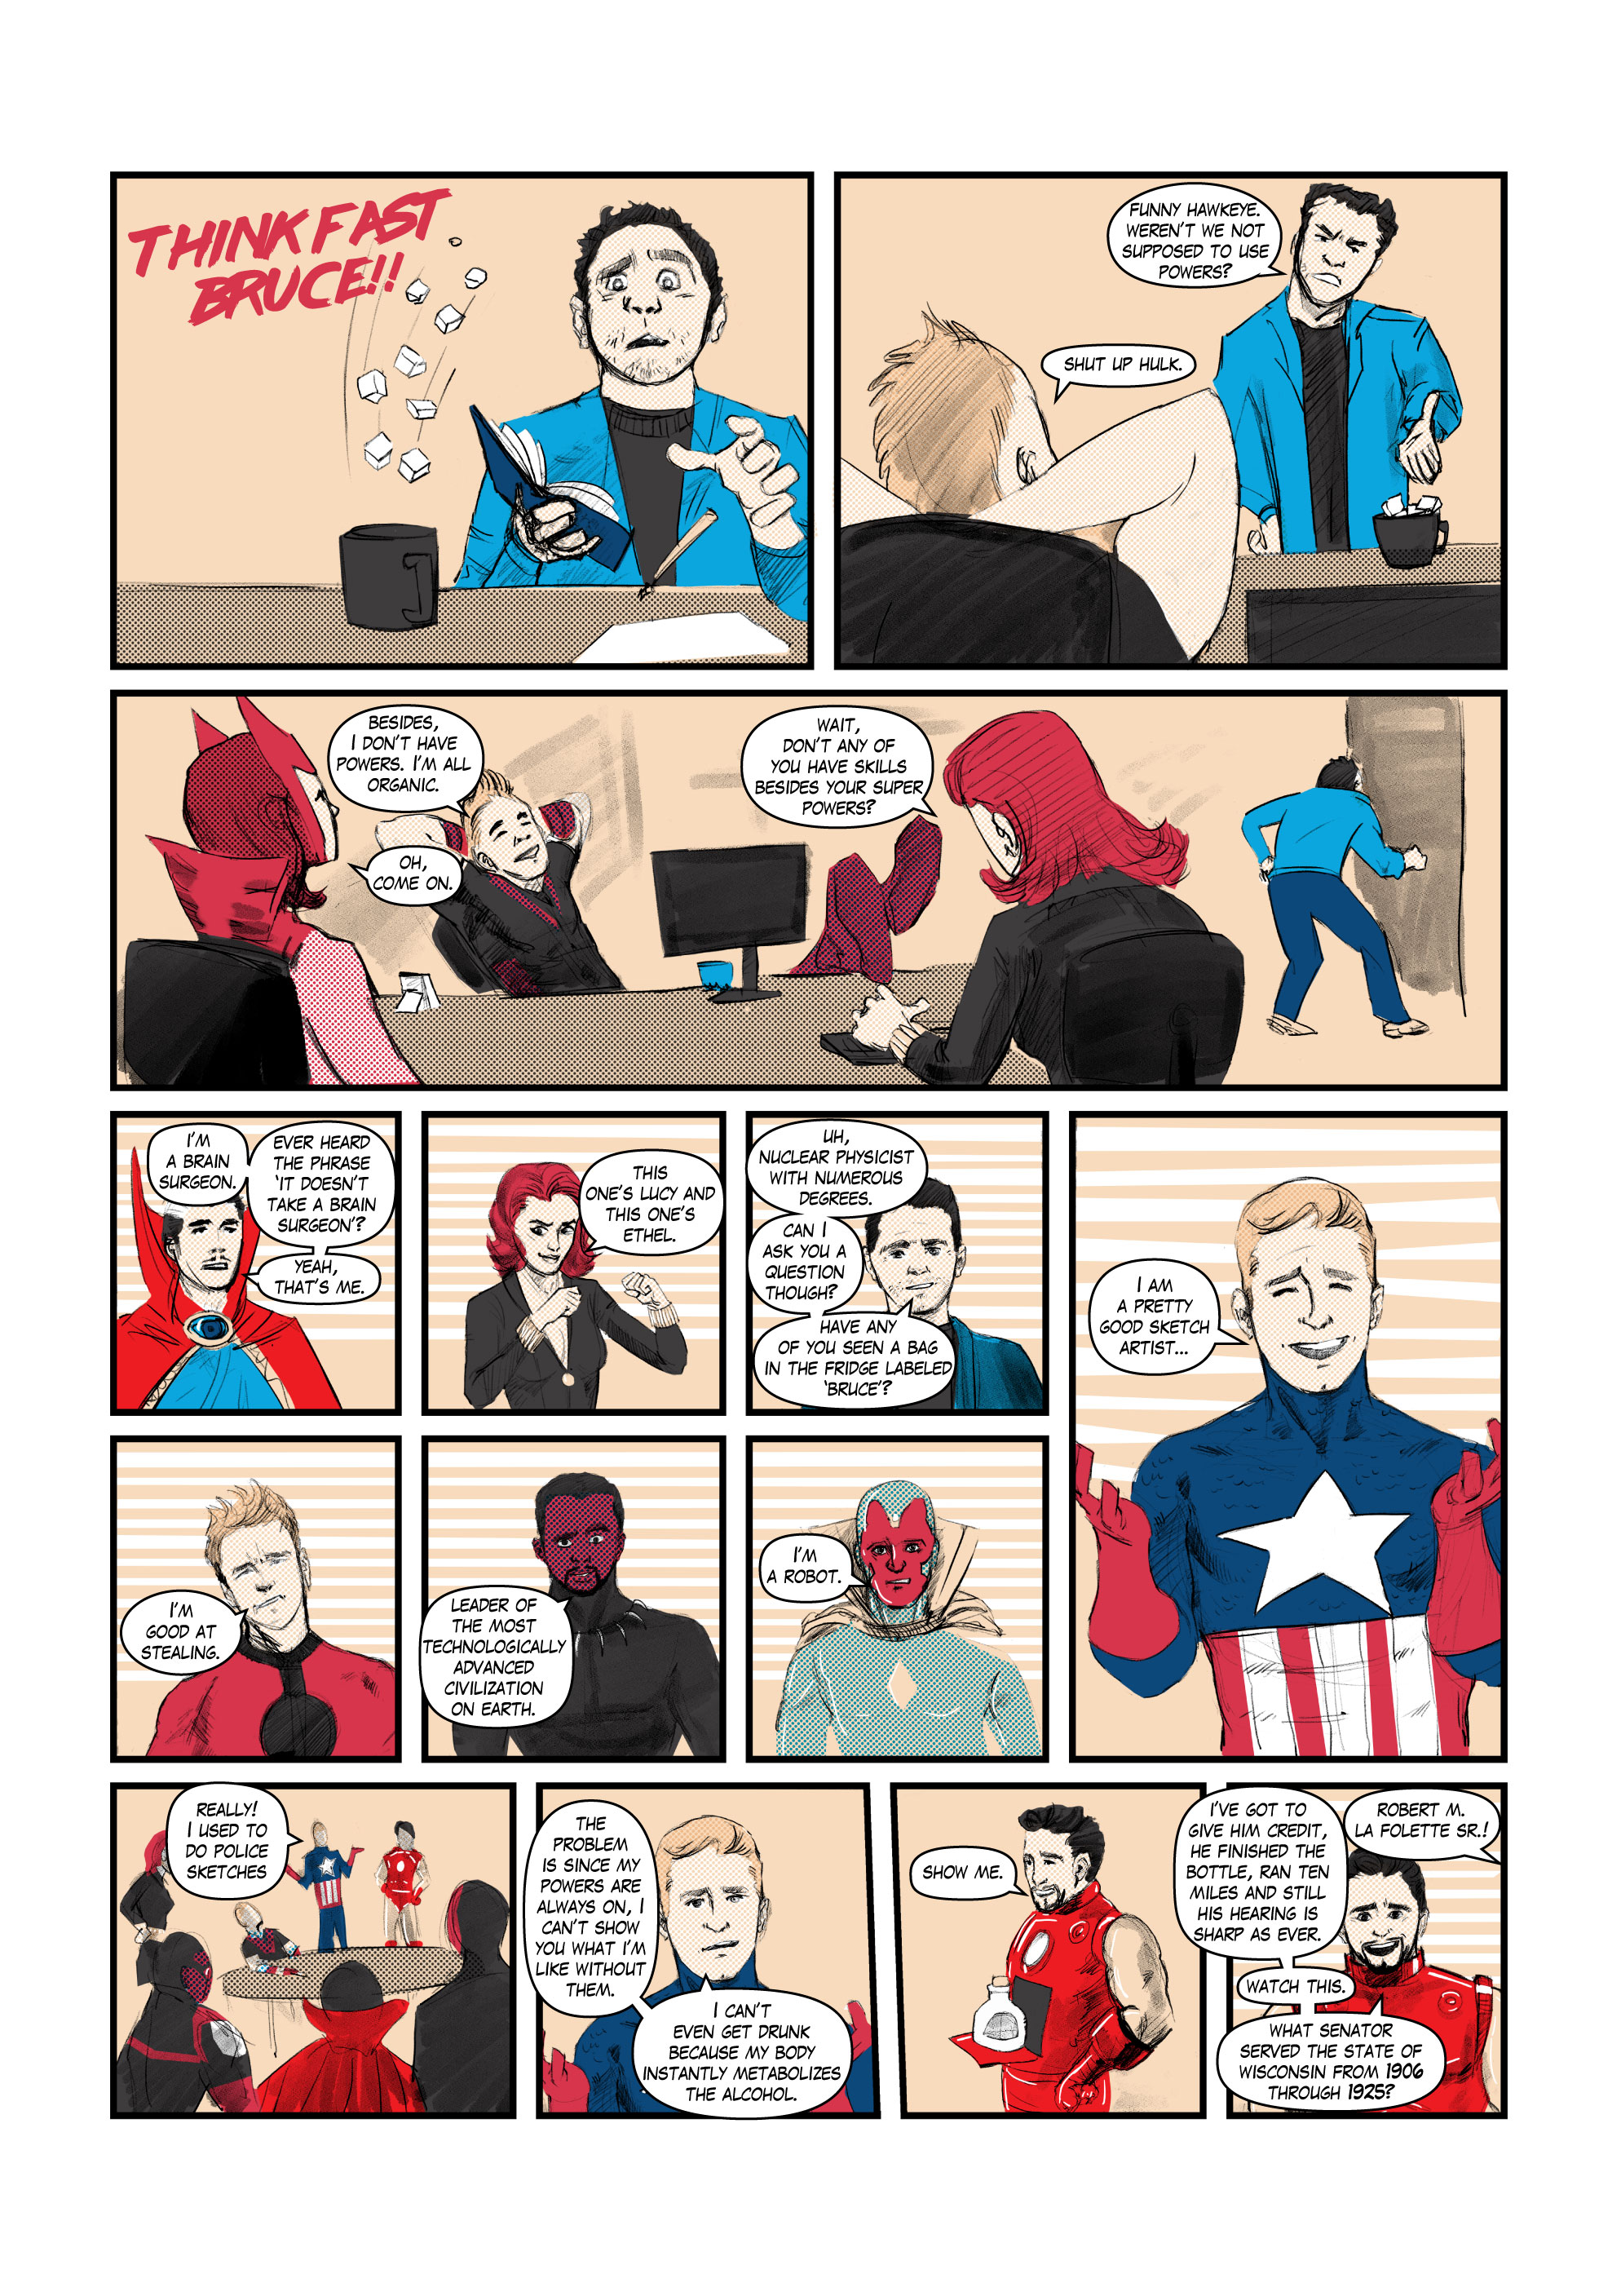 THINK FAST
BRUCE!!
FUNNY HAWKEYE.
WEREN'T WE NOT
SUPPOSED TO USE
POWERS?
SHUT UP HULK.
BESIDES,
I DON'T HAVE
POWERS. I'M ALL
ORGANIC.
OH,
COME ON.
WAIT,
DON'T ANY OF
YOU HAVE SKILLS
BESIDES YOUR SUPER
POWERS?
I'M
A BRAIN
SURGEON.
EVER HEARD
THE PHRASE
'IT DOESN'T
TAKE A BRAIN
SURGEON'?
YEAH,
THAT'S ME.
THIS
ONE'S LUCY AND
THIS ONE'S
ETHEL.
UH,
NUCLEAR PHYSICIST
WITH NUMEROUS
DEGREES.
CAN I
ASK YOU A
QUESTION
THOUGH?
HAVE ANY
OF YOU SEEN A BAG
IN THE FRIDGE LABELED
'BRUCE'?
I AM
A PRETTY
GOOD SKETCH
ARTIST...
I'M
GOOD AT
STEALING.
LEADER OF
THE MOST
TECHNOLOGICALLY
ADVANCED
CIVILIZATION
ON EARTH.
I'M
A ROBOT.
REALLY!
I USED TO
DO POLICE
SKETCHES
THE
PROBLEM
IS SINCE MY
POWERS ARE
ALWAYS ON, I
CAN'T SHOW
YOU WHAT I'M
LIKE WITHOUT
THEM.
I CAN'T
EVEN GET DRUNK
BECAUSE MY BODY
INSTANTLY METABOLIZES
THE ALCOHOL.
SHOW ME.
I'VE GOT TO
GIVE HIM CREDIT,
HE FINISHED THE
BOTTLE, RAN TEN
MILES AND STILL
HIS HEARING IS
SHARP AS EVER.
WATCH THIS.
WHAT SENATOR
SERVED THE STATE OF
WISCONSIN FROM 1906
THROUGH 1925?
ROBERT M.
LA FOLETTE SR.!